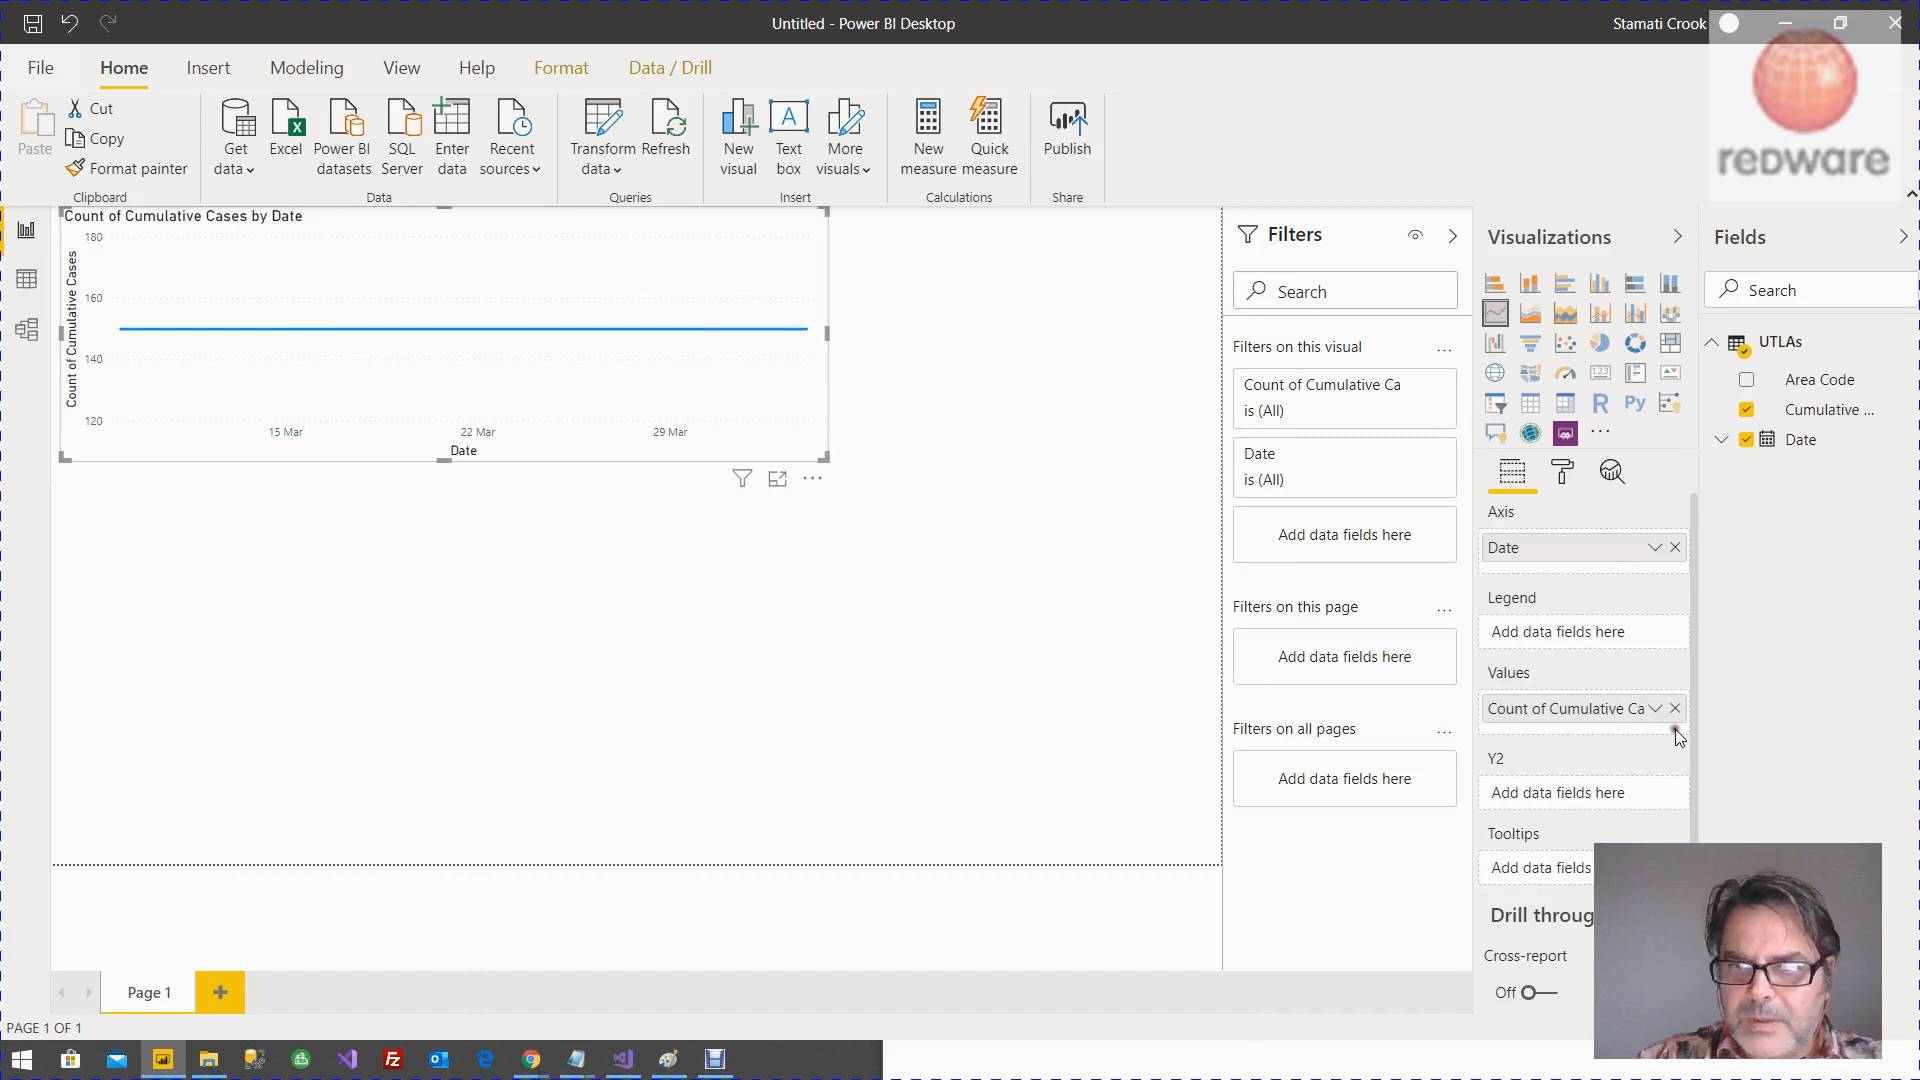 Untitled - Power BI Desktop
Stamati Crook
File
Home
Insert
Modeling
View
Help
Format
Data / Drill
Paste
Cut
Copy
Format painter
Clipboard
Get
data
Excel
Power BI
datasets
SQL
Server
Enter
data
Recent
sources
Data
Transform
data
Refresh
Queries
New
visual
A
Text
box
More
visuals
Insert
New
measure
Quick
measure
Calculations
Publish
Share
redware
Count of Cumulative Cases by Date
Count of Cumulative Cases
180
160
140
120
15 Mar
22 Mar
29 Mar
Date
Filters
Search
Filters on this visual
...
Count of Cumulative Ca
is (All)
Date
is (All)
Add data fields here
Filters on this page
...
Add data fields here
Filters on all pages
...
Add data fields here
Visualizations
123
R
Py
...
Axis
Date
Legend
Add data fields here
Values
Count of Cumulative Ca
Y2
Add data fields here
Tooltips
Add data fields
Drill throug
Cross-report
Off
Fields
Search
UTLAs
Area Code
Cumulative ...
Date
Page 1
PAGE 1 OF 1